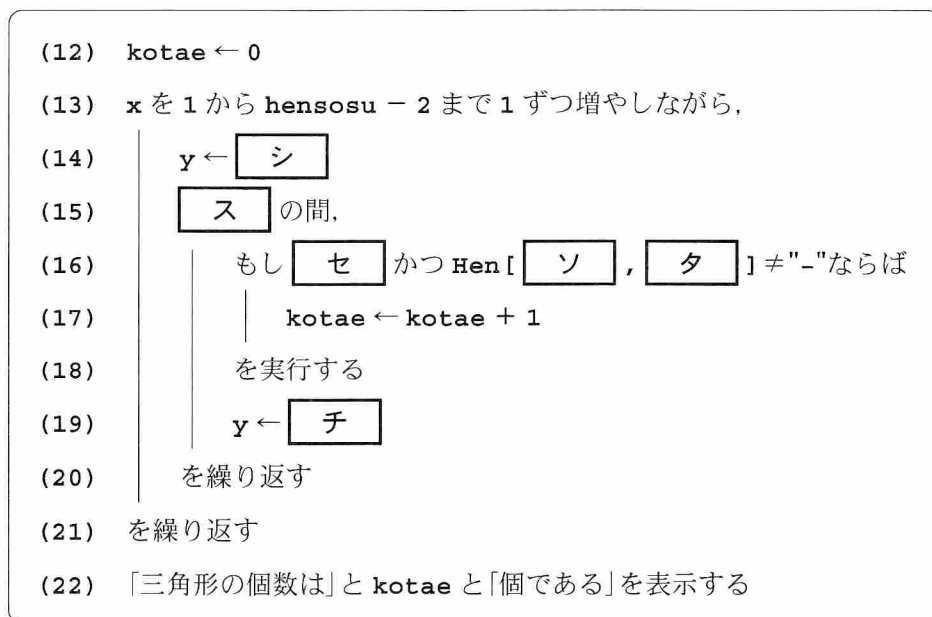 (12) kotae ← 0
(13) x を 1 から hensosu － 2 まで 1 ずつ増やしながら,
(14) y ← シ
(15) ス の間,
(16) もし セ かつ Hen[ ソ , タ ]≠"-"ならば
(17) kotae ← kotae + 1
(18) を実行する
(19) y ← チ
(20) を繰り返す
(21) を繰り返す
(22) 「三角形の個数は」と kotae と「個である」を表示する